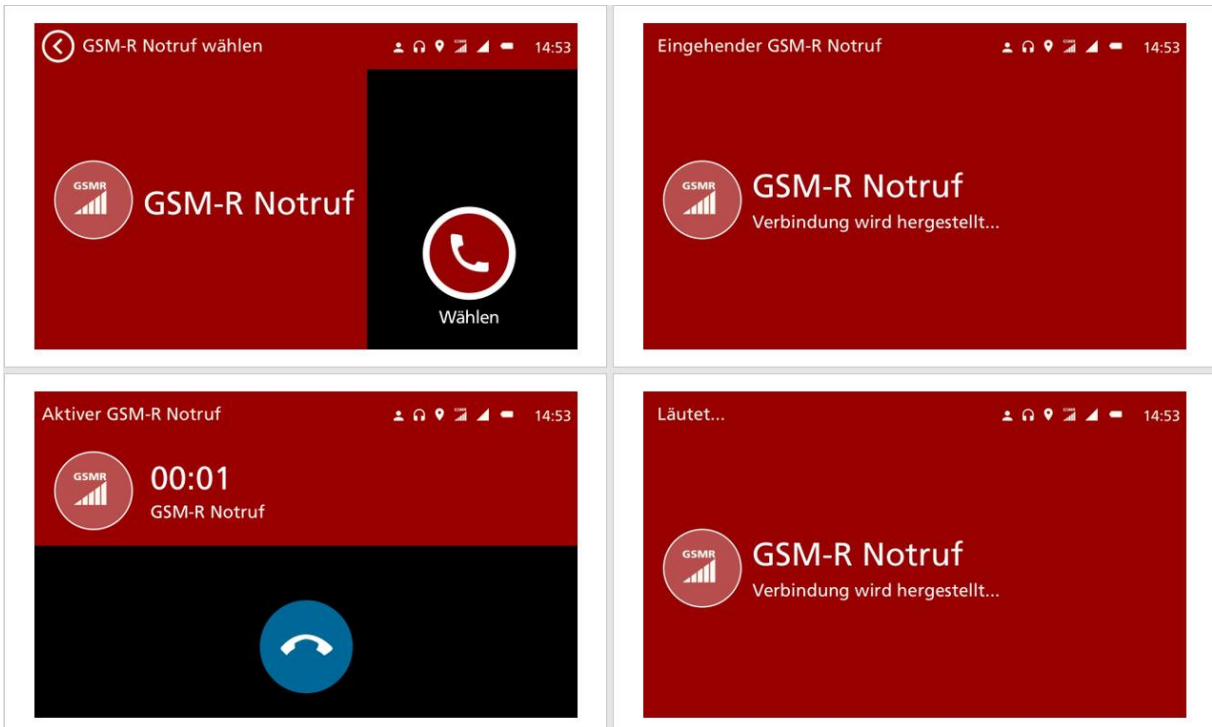 GSM-R Notruf wählen
14:53
GSMR
GSM-R Notruf
Wählen
Eingehender GSM-R Notruf
14:53
GSMR
GSM-R Notruf
Verbindung wird hergestellt...
Aktiver GSM-R Notruf
14:53
GSMR
00:01
GSM-R Notruf
Läutet...
14:53
GSMR
GSM-R Notruf
Verbindung wird hergestellt...